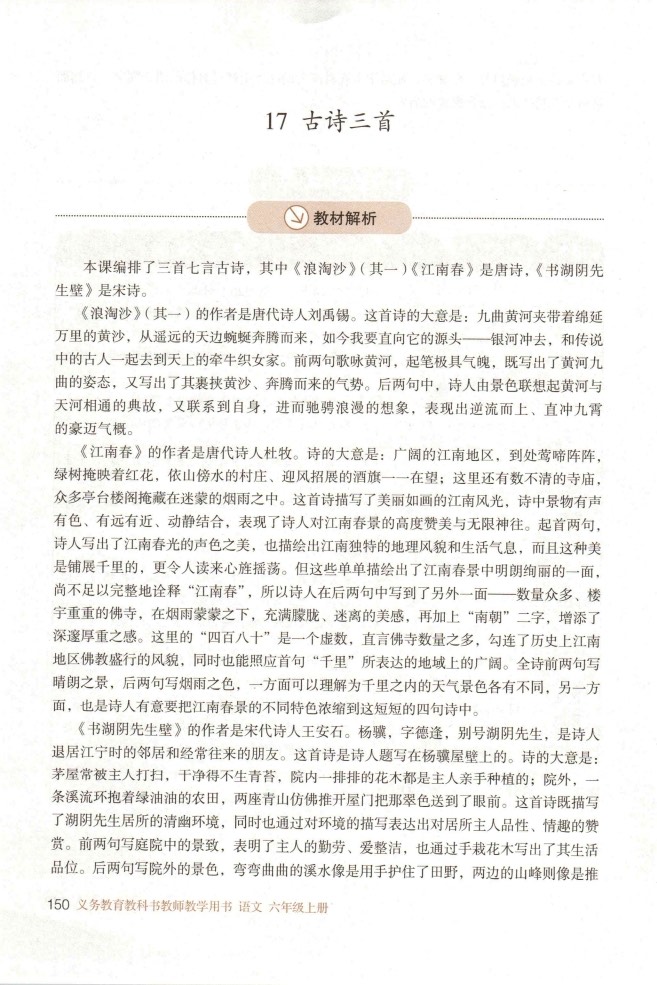 17 古诗三首
教材解析
本课编排了三首七言古诗，其中《浪淘沙》（其一）《江南春》是唐诗，《书湖阴先
生壁》是宋诗。
《浪淘沙》（其一）的作者是唐代诗人刘禹锡。这首诗的大意是：九曲黄河夹带着绵延
万里的黄沙，从遥远的天边蜿蜒奔腾而来，如今我要直向它的源头——银河冲去，和传说
中的古人一起去到天上的牵牛织女家。前两句歌咏黄河，起笔极具气魄，既写出了黄河九
曲的姿态，又写出了其裹挟黄沙、奔腾而来的气势。后两句中，诗人由景色联想起黄河与
天河相通的典故，又联系到自身，进而驰骋浪漫的想象，表现出逆流而上、直冲九霄
的豪迈气概。
《江南春》的作者是唐代诗人杜牧。诗的大意是：广阔的江南地区，到处莺啼阵阵，
绿树掩映着红花，依山傍水的村庄、迎风招展的酒旗一一在望；这里还有数不清的寺庙，
众多亭台楼阁掩藏在迷蒙的烟雨之中。这首诗描写了美丽如画的江南风光，诗中景物有声
有色、有远有近、动静结合，表现了诗人对江南春景的高度赞美与无限神往。起首两句，
诗人写出了江南春光的声色之美，也描绘出江南独特的地理风貌和生活气息，而且这种美
是铺展千里的，更令人读来心旌摇荡。但这些单单描绘出了江南春景中明朗绚丽的一面，
尚不足以完整地诠释“江南春”，所以诗人在后两句中写到了另外一面——数量众多、楼
宇重重的佛寺，在烟雨蒙蒙之下，充满朦胧、迷离的美感，再加上“南朝”二字，增添了
深邃厚重之感。这里的“四百八十”是一个虚数，直言佛寺数量之多，勾连了历史上江南
地区佛教盛行的风貌，同时也能照应首句“千里”所表达的地域上的广阔。全诗前两句写
晴朗之景，后两句写烟雨之色，一方面可以理解为千里之内的天气景色各有不同，另一方
面，也是诗人有意要把江南春景的不同特色浓缩到这短短的四句诗中。
《书湖阴先生壁》的作者是宋代诗人王安石。杨骥，字德逢，别号湖阴先生，是诗人
退居江宁时的邻居和经常往来的朋友。这首诗是诗人题写在杨骥屋壁上的。诗的大意是：
茅屋常被主人打扫，干净得不生青苔，院内一排排的花木都是主人亲手种植的；院外，一
条溪流环抱着绿油油的农田，两座青山仿佛推开屋门把那翠色送到了眼前。这首诗既描写
了湖阴先生居所的清幽环境，同时也通过对环境的描写表达出对居所主人品性、情趣的赞
赏。前两句写庭院中的景致，表明了主人的勤劳、爱整洁，也通过手栽花木写出了其生活
品位。后两句写院外的景色，弯弯曲曲的溪水像是用手护住了田野，两边的山峰则像是推
150 义务教育教科书教师教学用书 语文 六年级上册